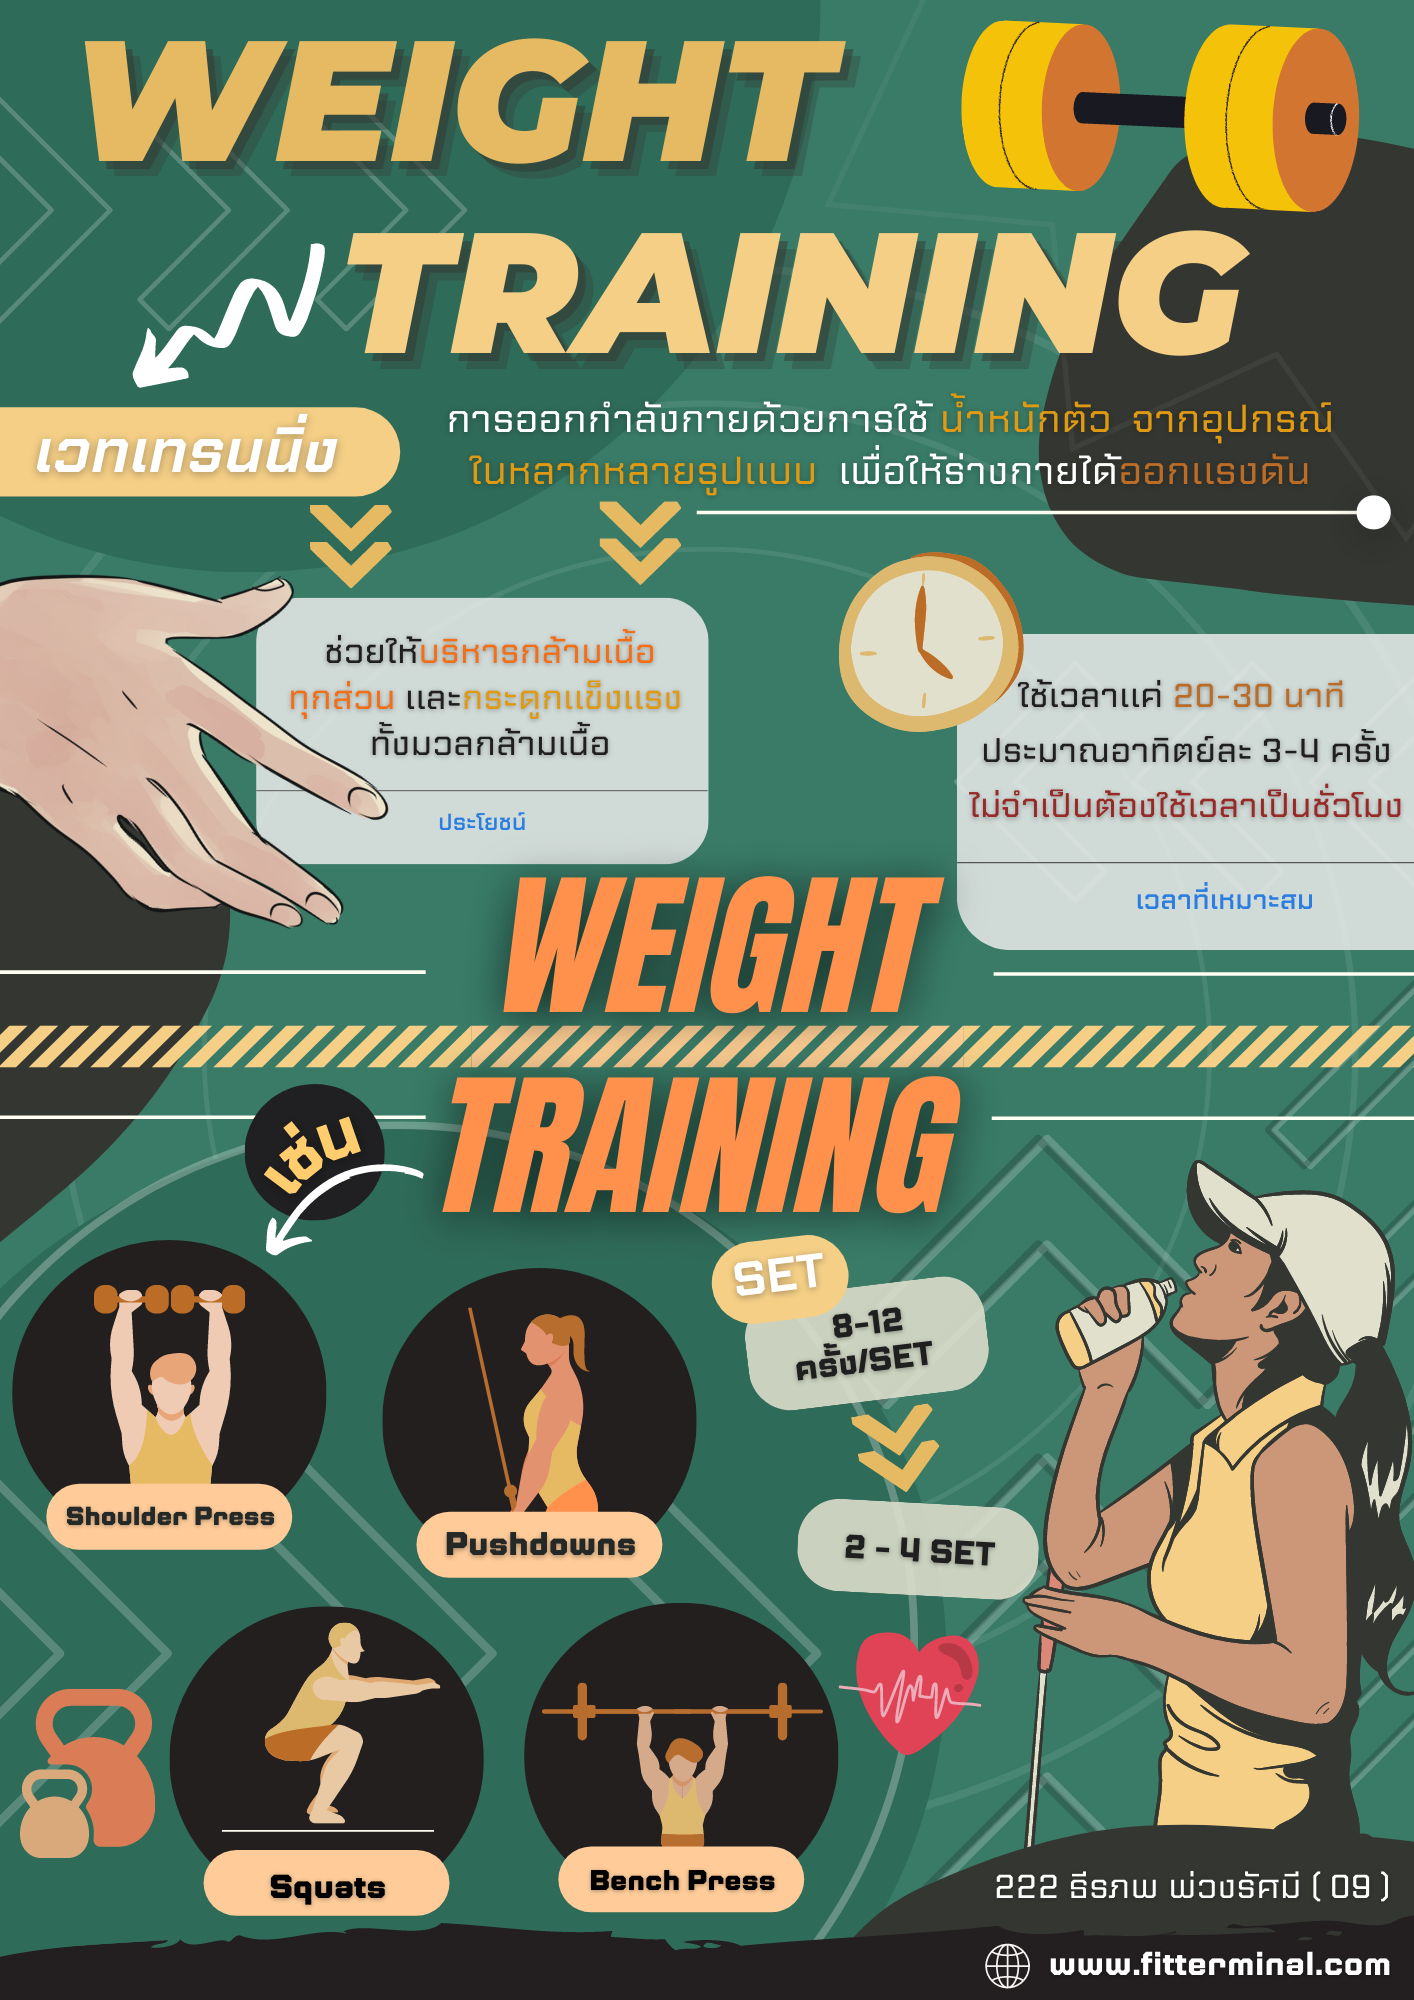 WEIGHT
TRAINING
เวทเทรนนิ่ง
การออกกำลังกายด้วยการใช้ น้ำหนักตัว จากอุปกรณ์
ในหลากหลายรูปแบบ เพื่อให้ร่างกายได้ออกแรงดัน
ช่วยให้บริหารกล้ามเนื้อ
ทุกส่วน และกระดูกแข็งแรง
ทั้งมวลกล้ามเนื้อ
ประโยชน์
ใช้เวลาแค่ 20-30 นาที
ประมาณอาทิตย์ละ 3-4 ครั้ง
ไม่จำเป็นต้องใช้เวลาเป็นชั่วโมง
เวลาที่เหมาะสม
WEIGHT
TRAINING
เช่น
Shoulder Press
Pushdowns
SET
8-12
ครั้ง/SET
2 - 4 SET
Squats
Bench Press
222 ธีรภพ พ่วงรัศมี ( 09 )
www.fitterminal.com